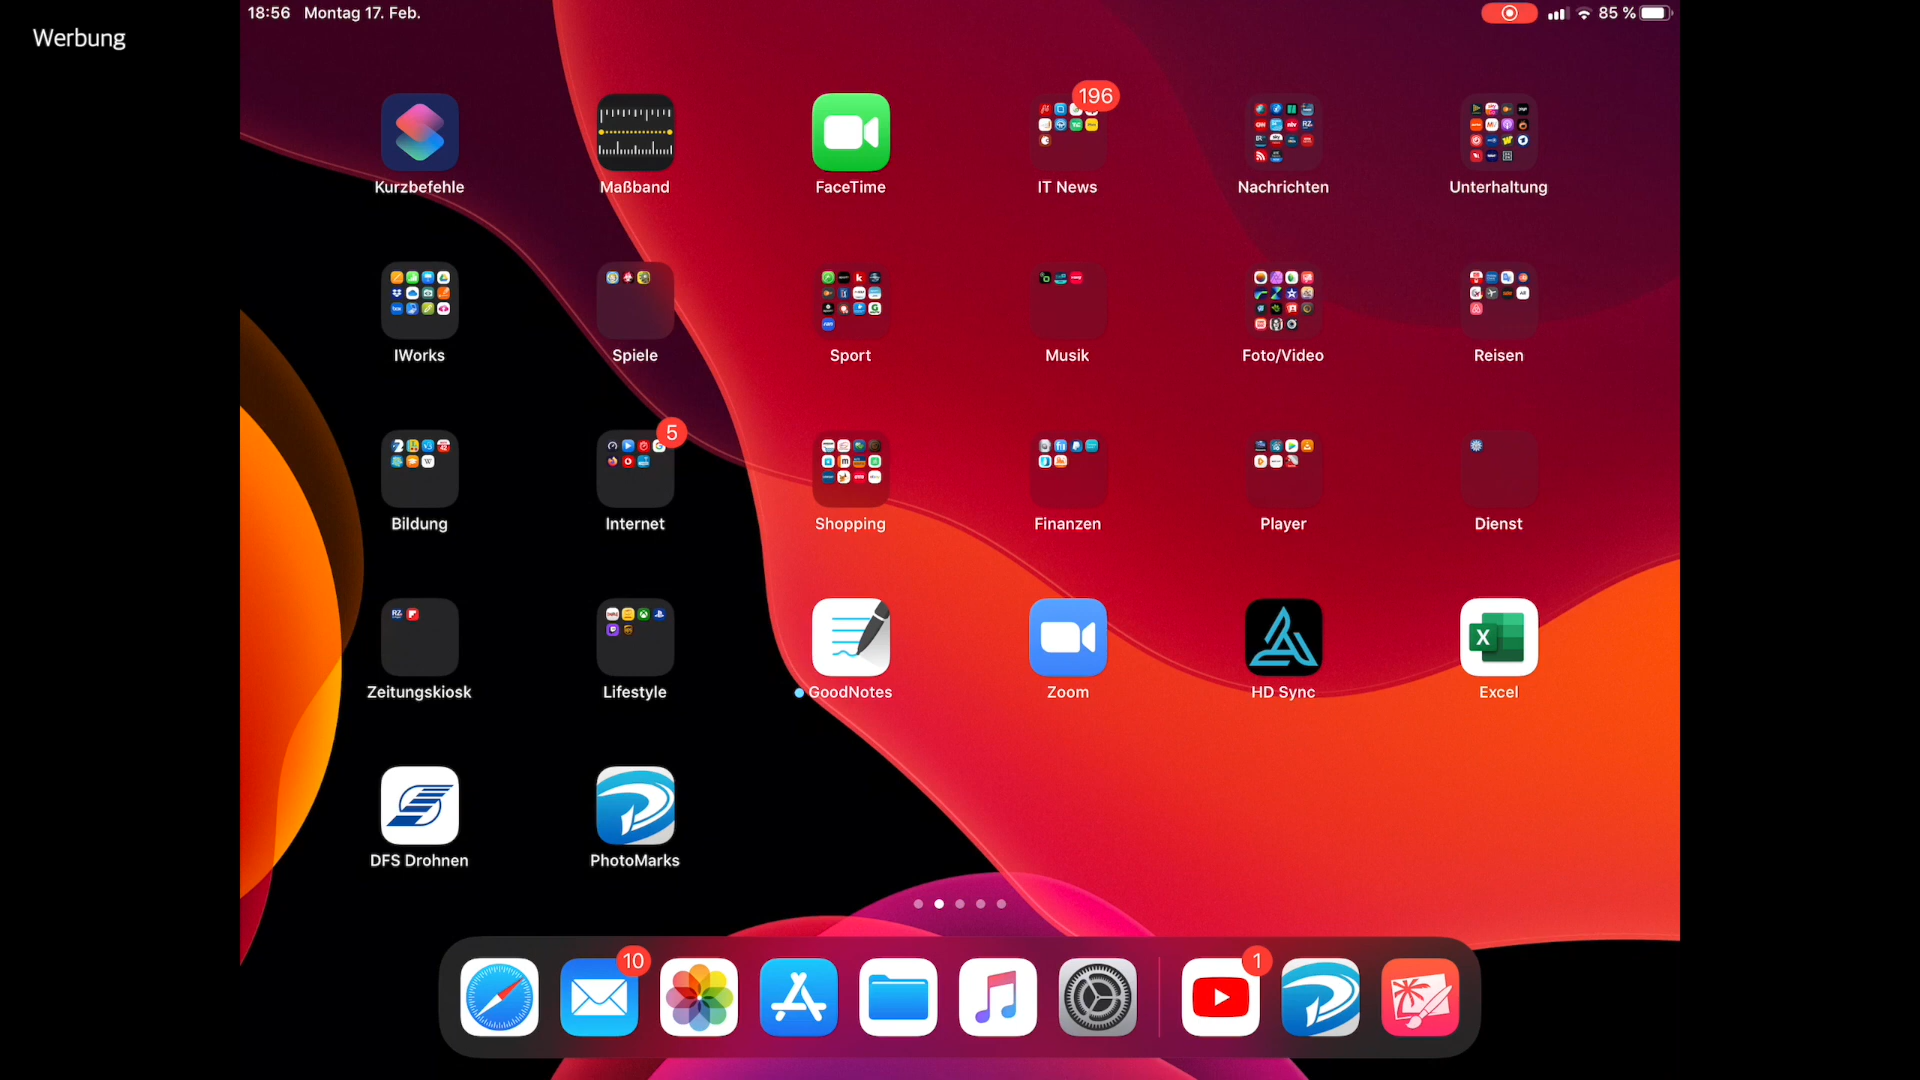 18:56 Montag 17. Feb.
85 %
Werbung
196
Kurzbefehle
Maßband
FaceTime
IT News
Nachrichten
Unterhaltung
IWorks
Spiele
Sport
Musik
Foto/Video
Reisen
5
Bildung
Internet
Shopping
Finanzen
Player
Dienst
Zeitungskiosk
Lifestyle
GoodNotes
Zoom
HD Sync
Excel
DFS Drohnen
PhotoMarks
10
1